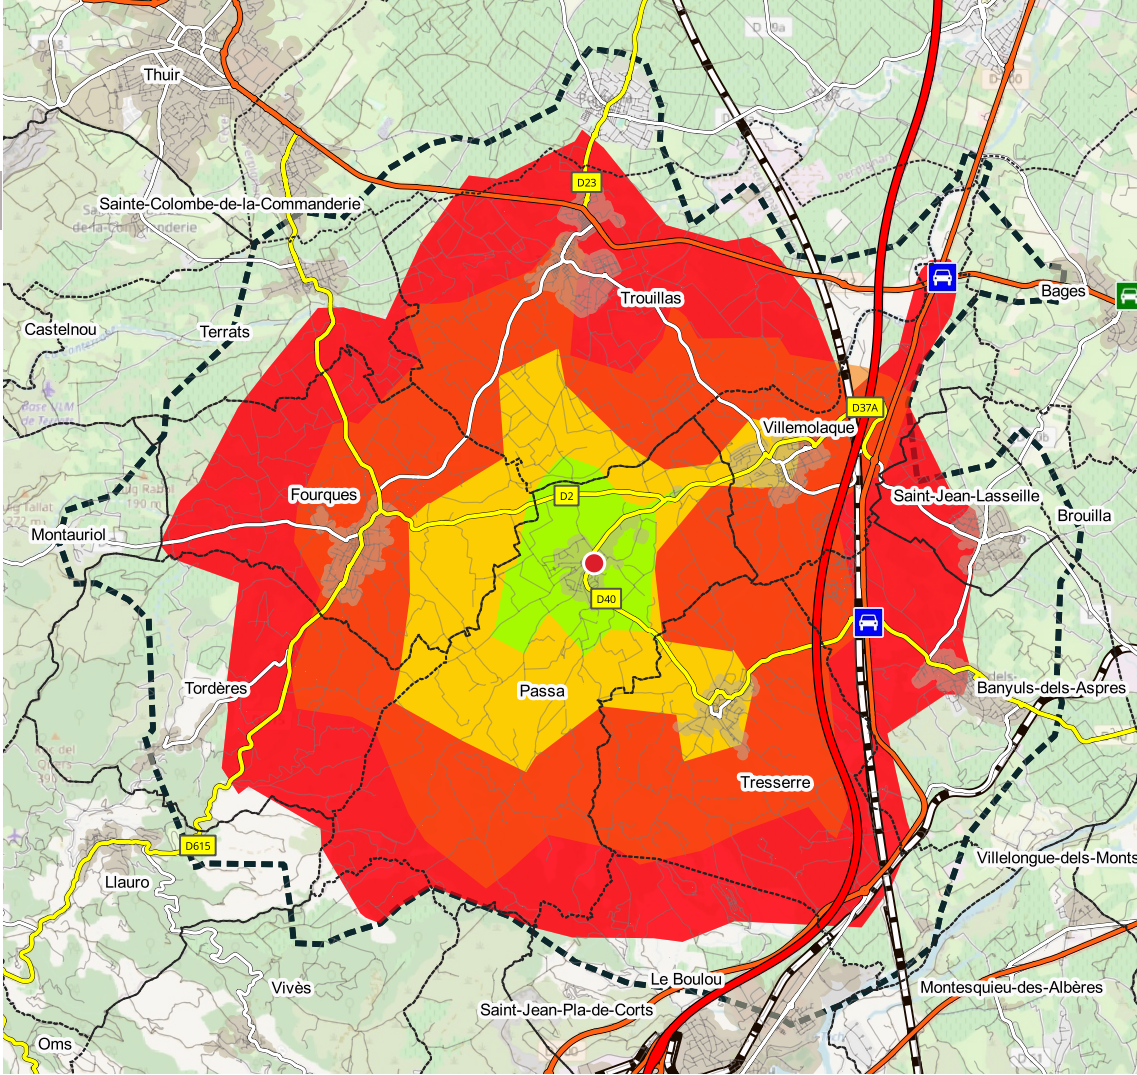 Thuir
D23
Sainte-Colombe-de-la-Commanderie
Bages
Trouillas
Castelnou
Terrats
D37A
Villemolaque
Fourques
D2
Saint-Jean-Lasseille
Brouilla
Montauriol
D40
Passa
Tordères
Banyuls-dels-Aspres
Tresserre
D615
Llauro
Villelongue-dels-Monts
Vivès
Le Boulou
Montesquieu-des-Albères
Saint-Jean-Pla-de-Corts
Oms